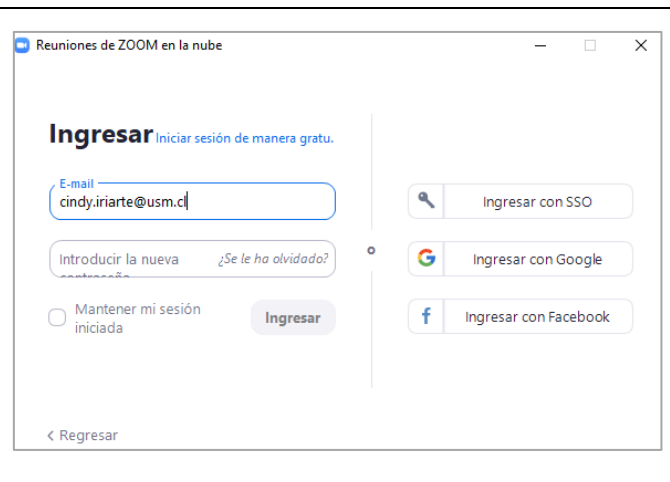 Reuniones de ZOOM en la nube
Ingresar Iniciar sesión de manera gratu.
E-mail
cindy.iriarte@usm.cl
Introducir la nueva ¿Se le ha olvidado?
contraseña
Mantener mi sesión
iniciada
Ingresar
o
Ingresar con SSO
Ingresar con Google
Ingresar con Facebook
< Regresar